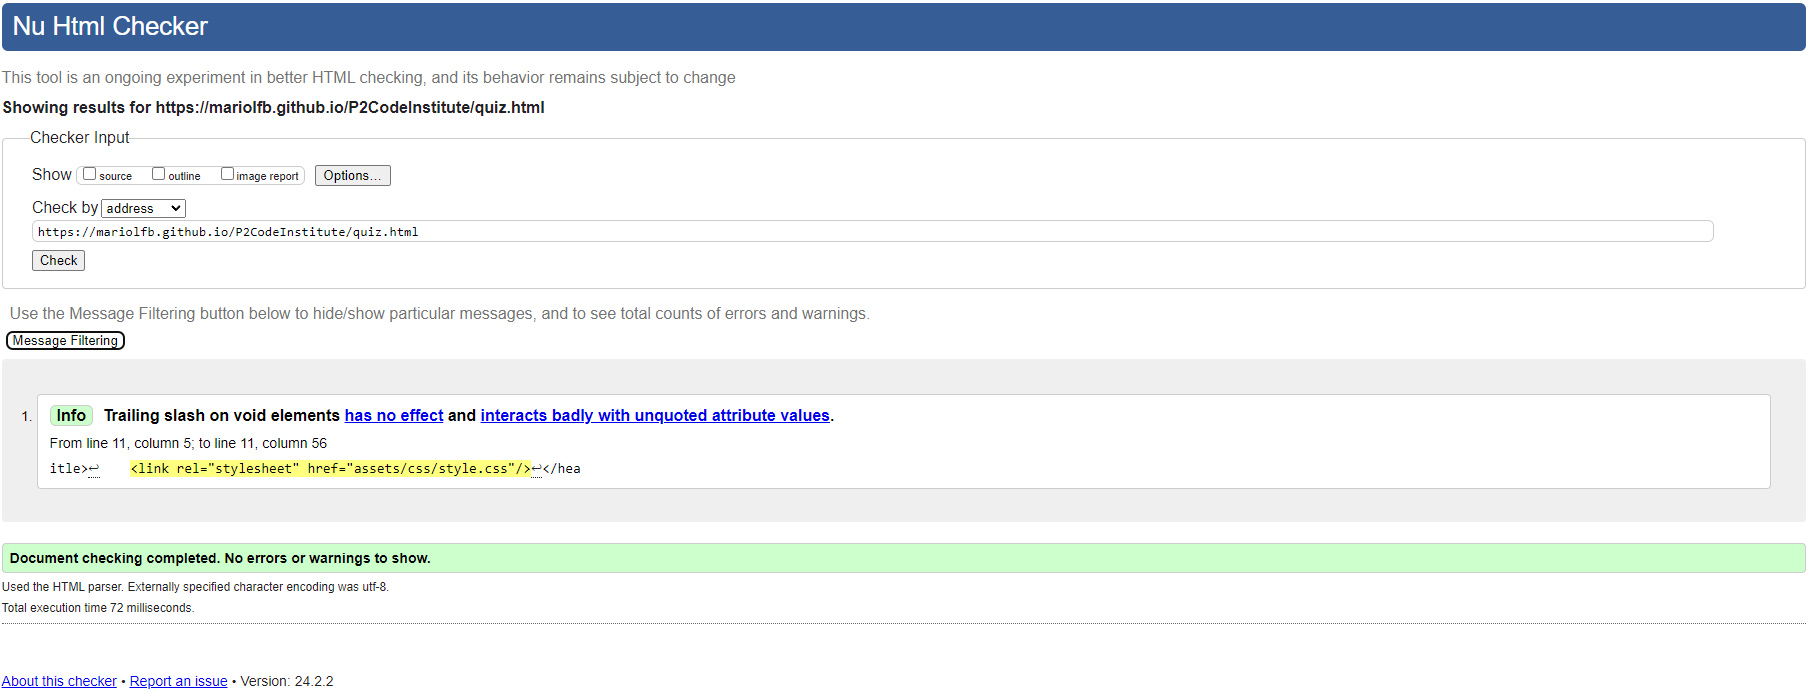 Nu Html Checker
This tool is an ongoing experiment in better HTML checking, and its behavior remains subject to change
Showing results for https://mariolfb.github.io/P2CodeInstitute/quiz.html
Checker Input
Show source outline image report Options...
Check by address
https://mariolfb.github.io/P2CodeInstitute/quiz.html
Check
Use the Message Filtering button below to hide/show particular messages, and to see total counts of errors and warnings.
Message Filtering
1. Info Trailing slash on void elements has no effect and interacts badly with unquoted attribute values.
From line 11, column 5; to line 11, column 56
itle>↩    <link rel="stylesheet" href="assets/css/style.css"/>↩</hea
Document checking completed. No errors or warnings to show.
Used the HTML parser. Externally specified character encoding was utf-8.
Total execution time 72 milliseconds.
About this checker • Report an issue • Version: 24.2.2